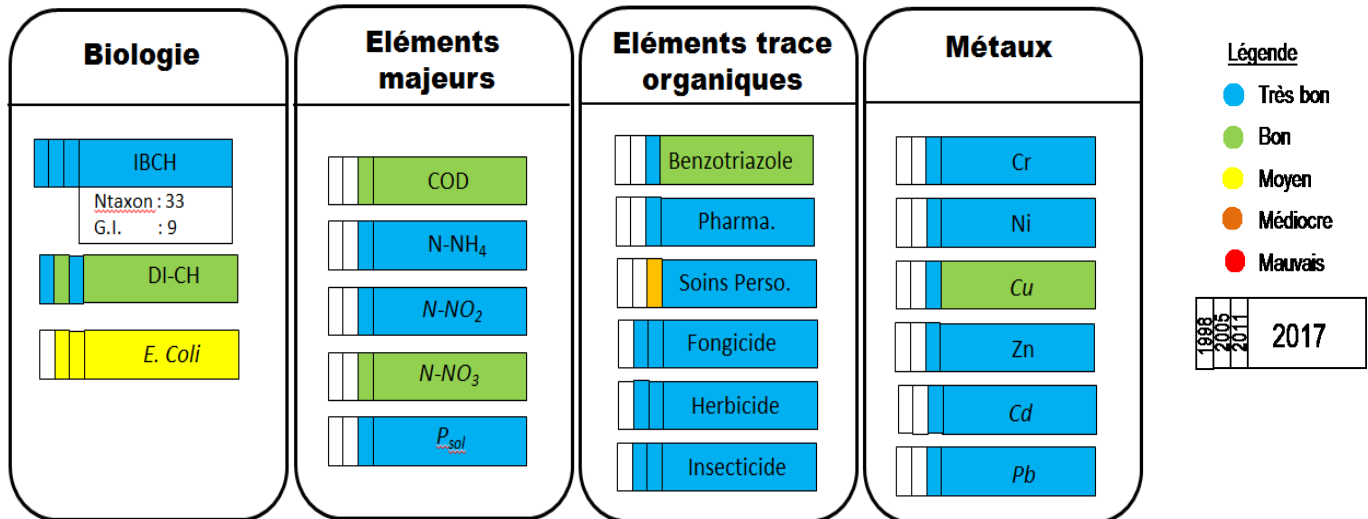 Biologie
IBCH
Ntaxon : 33
G.I. : 9
DI-CH
E. Coli
Eléments
majeurs
COD
N-NH₄
N-NO₂
N-NO₃
Psol
Eléments trace
organiques
Benzotriazole
Pharma.
Soins Perso.
Fongicide
Herbicide
Insecticide
Métaux
Cr
Ni
Cu
Zn
Cd
Pb
Légende
Très bon
Bon
Moyen
Médiocre
Mauvais
1998
2005
2011
2017